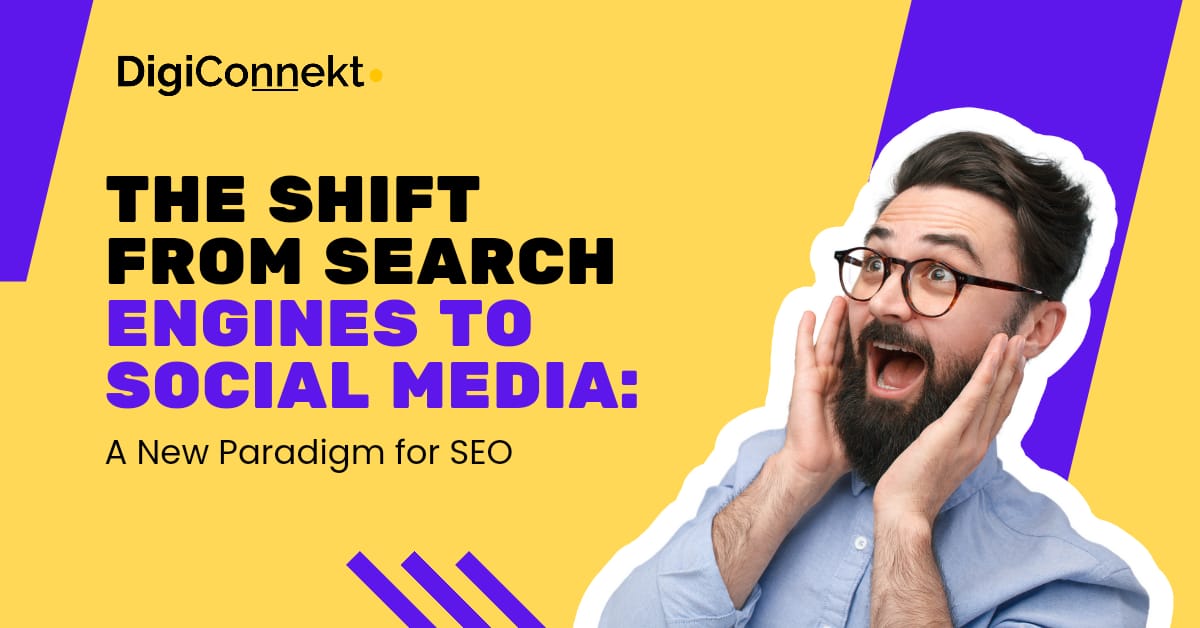 DigiConnekt
THE SHIFT
FROM SEARCH
ENGINES TO
SOCIAL MEDIA:
A New Paradigm for SEO